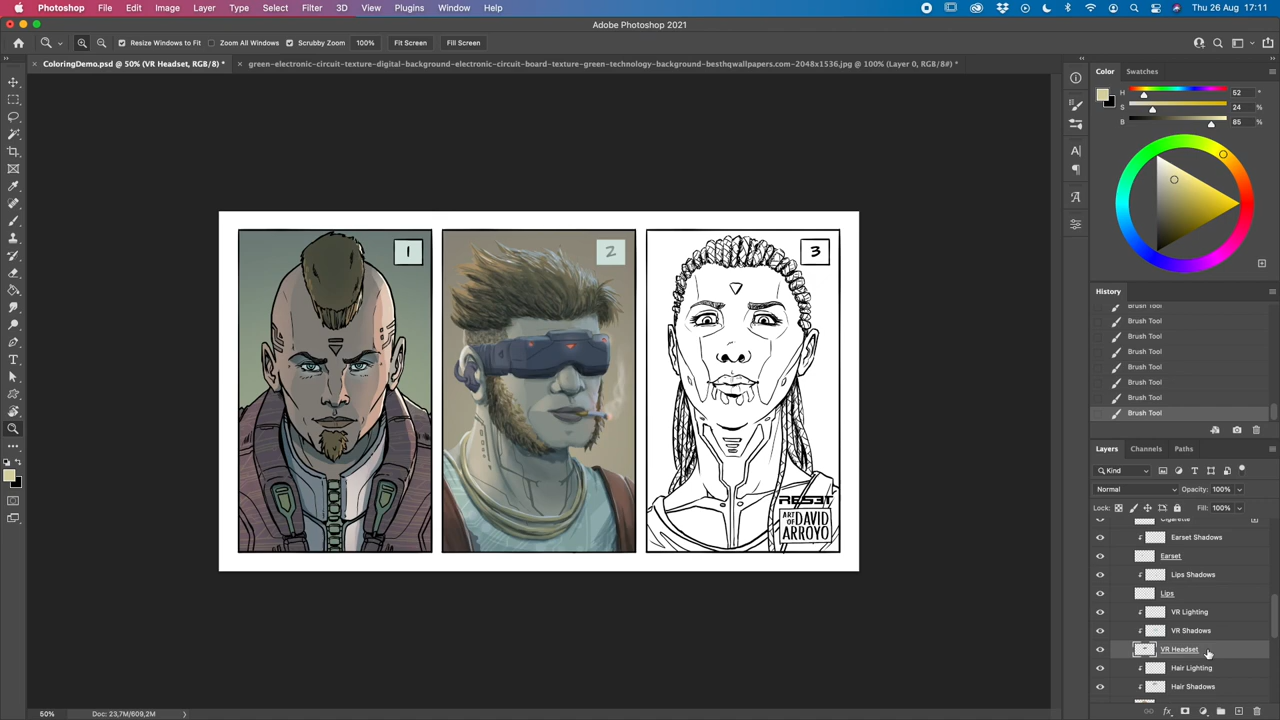 Photoshop File Edit Image Layer Type Select Filter 3D View Plugins Window Help Thu 26 Aug 17:11
Adobe Photoshop 2021
Resize Windows to Fit Zoom All Windows Scrubby Zoom 100% Fit Screen Fill Screen
ColoringDemo.psd @ 50% (VR Headset, RGB/8) * green-electronic-circuit-texture-digital-background-electronic-circuit-board-texture-green-technology-background-besthqwallpapers.com-2048x1536.jpg @ 100% (Layer 0, RGB/8#) *
Color Swatches
H 52 °
S 24 %
B 85 %
1
2
3
RES3T
ART OF DAVID ARROYO
History
Brush Tool
Brush Tool
Brush Tool
Brush Tool
Brush Tool
Brush Tool
Brush Tool
Brush Tool
Layers Channels Paths
Kind
Normal Opacity: 100%
Lock: Fill: 100%
Cigarette
Earset Shadows
Earset
Lips Shadows
Lips
VR Lighting
VR Shadows
VR Headset
Hair Lighting
Hair Shadows
50% Doc: 23,7M/609,2M